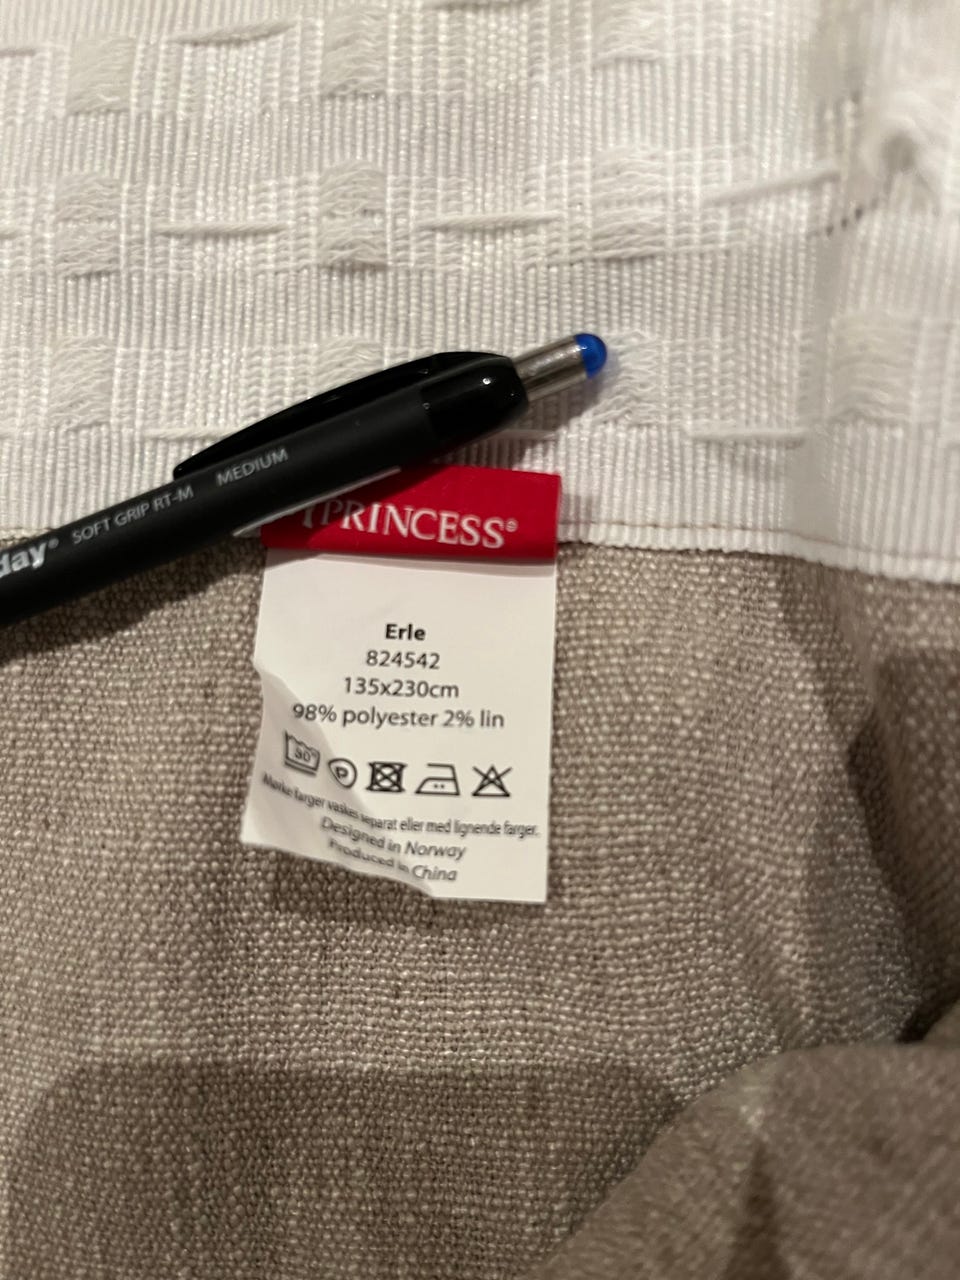 day® SOFT GRIP RT-M MEDIUM
PRINCESS®
Erle
824542
135x230cm
98% polyester 2% lin
30°
P
Mørke farger vaskes separat eller med lignende farger.
Designed in Norway
Produced in China